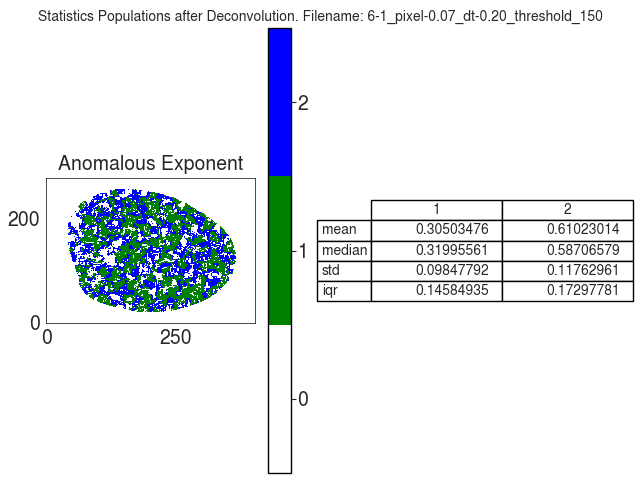 Statistics Populations after Deconvolution. Filename: 6-1_pixel-0.07_dt-0.20_threshold_150
Anomalous Exponent
200
0
0 250
2
1
0
1 2
mean 0.30503476 0.61023014
median 0.31995561 0.58706579
std 0.09847792 0.11762961
iqr 0.14584935 0.17297781